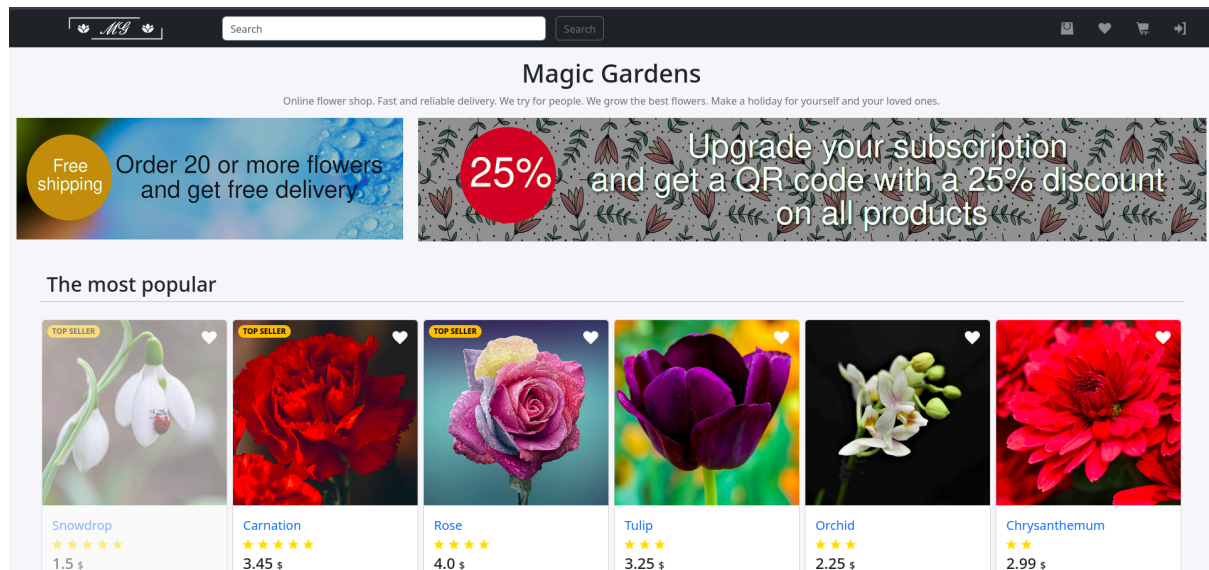 MG
Search
Search
Magic Gardens
Online flower shop. Fast and reliable delivery. We try for people. We grow the best flowers. Make a holiday for yourself and your loved ones.
Free
shipping
Order 20 or more flowers
and get free delivery.
25%
Upgrade your subscription
and get a QR code with a 25% discount
on all products
The most popular
TOP SELLER
TOP SELLER
TOP SELLER
Snowdrop
Carnation
Rose
Tulip
Orchid
Chrysanthemum
1.5 $
3.45 $
4.0 $
3.25 $
2.25 $
2.99 $